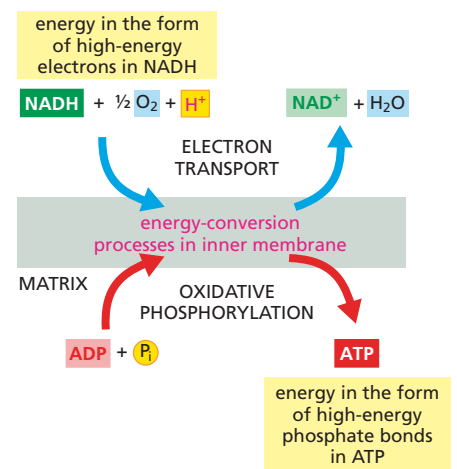 energy in the form
of high-energy
electrons in NADH
NADH + ½ O₂ + H⁺
NAD⁺ + H₂O
ELECTRON
TRANSPORT
energy-conversion
processes in inner membrane
MATRIX
OXIDATIVE
PHOSPHORYLATION
ADP + Pᵢ
ATP
energy in the form
of high-energy
phosphate bonds
in ATP